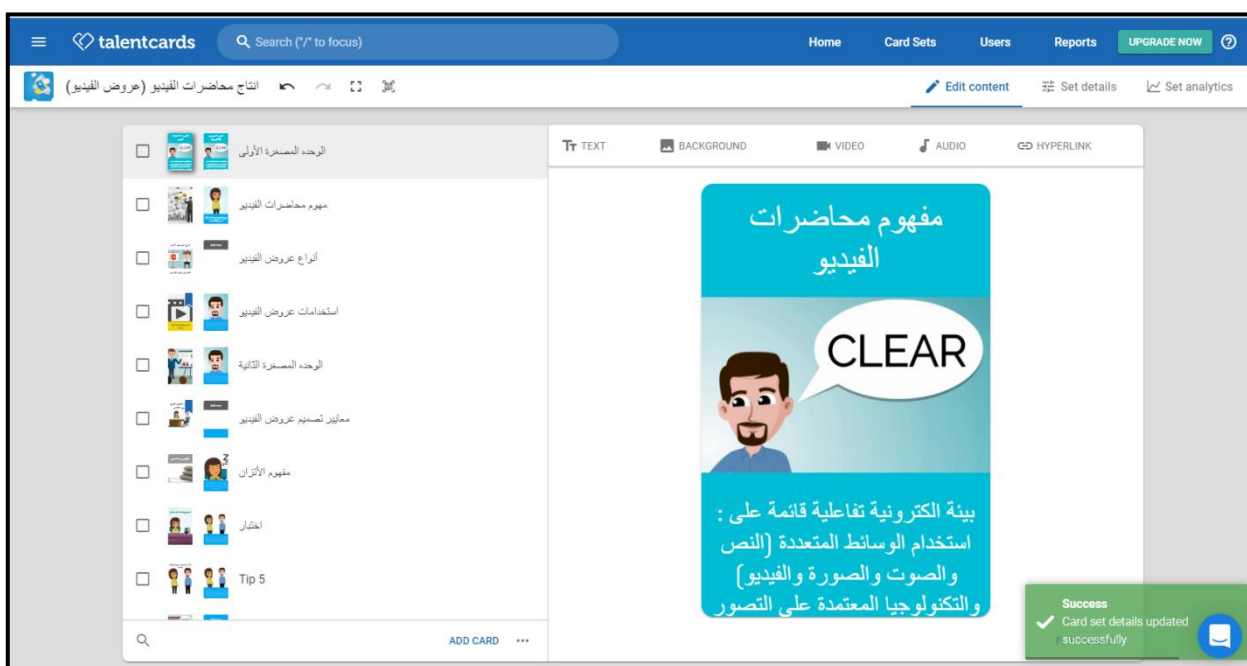 talentcards
Search ("/" to focus)
Home
Card Sets
Users
Reports
UPGRADE NOW
انتاج محاضرات الفيديو (عروض الفيديو)
Edit content
Set details
Set analytics
الوحده المصغرة الأولى
مهوم محاضرات الفيديو
أنواع عروض الفيديو
استخدامات عروض الفيديو
الوحده المصغرة الثانية
معايير تصميم عروض الفيديو
مفهوم الأتزان
اختبار
Tip 5
ADD CARD
TEXT
BACKGROUND
VIDEO
AUDIO
HYPERLINK
مفهوم محاضرات
الفيديو
CLEAR
بيئة الكترونية تفاعلية قائمة على :
استخدام الوسائط المتعددة (النص
والصوت والصورة والفيديو)
والتكنولوجيا المعتمدة على التصور
Success
Card set details updated
successfully